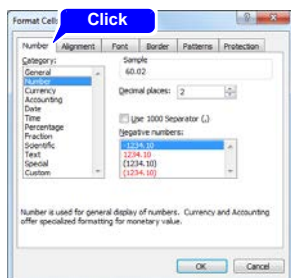 Format Cells
Click
Number Alignment Font Border Patterns Protection
Category:
General
Number
Currency
Accounting
Date
Time
Percentage
Fraction
Scientific
Text
Special
Custom
Sample
60.02
Decimal places: 2
Use 1000 Separator (,)
Negative numbers:
-1234.10
1234.10
(1234.10)
(1234.10)
Number is used for general display of numbers. Currency and Accounting
offer specialized formatting for monetary value.
OK Cancel